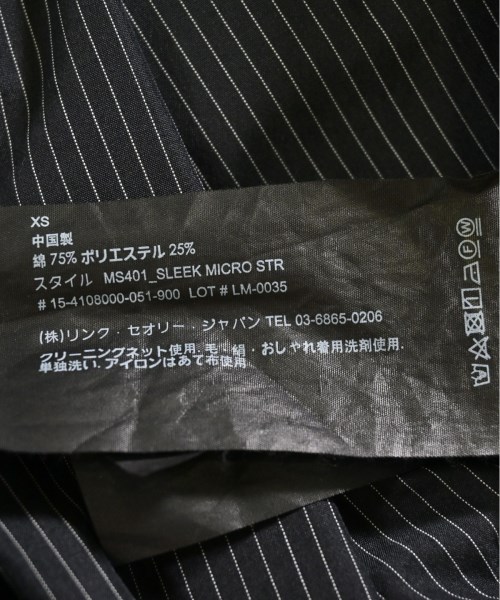 XS
中国製
綿 75% ポリエステル 25%
スタイル MS401_SLEEK MICRO STR
# 15-4108000-051-900 LOT # LM-0035
(株)リンク・セオリー・ジャパン TEL 03-6865-0206
クリーニングネット使用. 毛・絹・おしゃれ着用洗剤使用.
単独洗い. アイロンはあて布使用